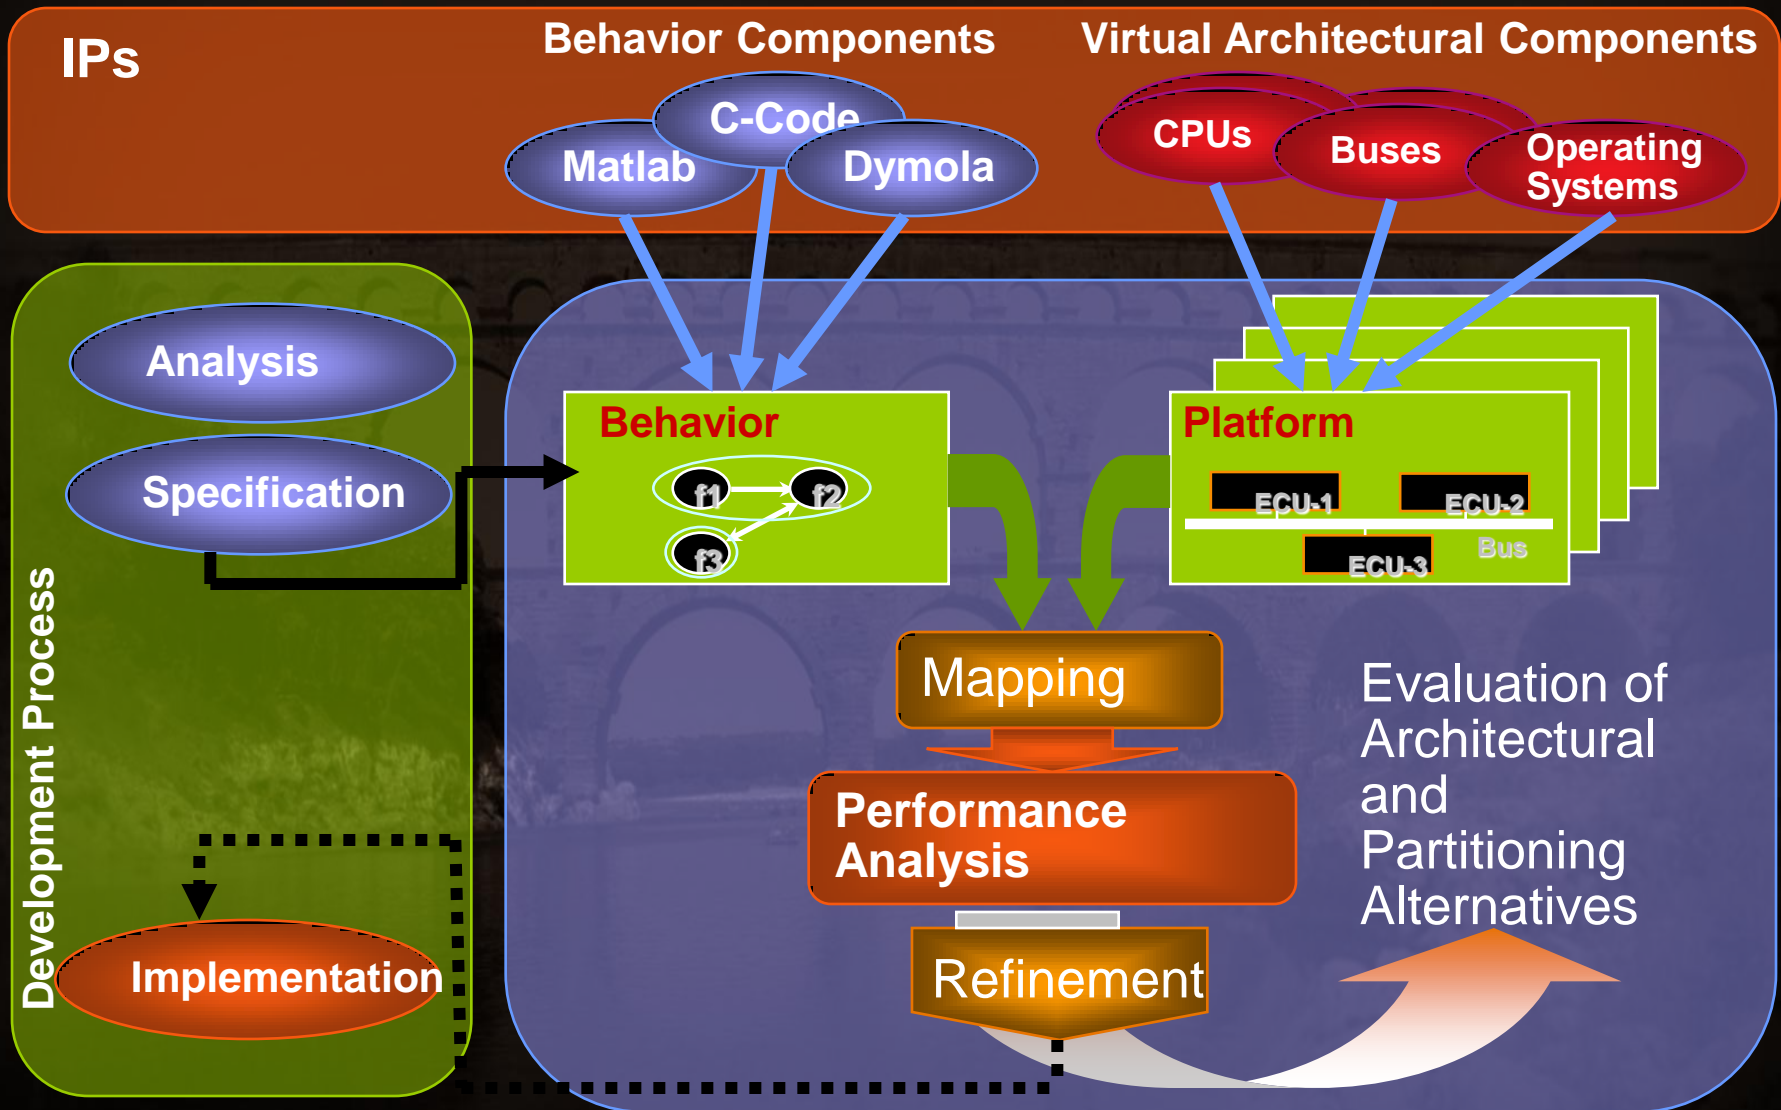 IPs
Behavior Components
Virtual Architectural Components
C-Code
Matlab
Dymola
CPUs
Buses
Operating
Systems
Analysis
Specification
Development Process
Implementation
Behavior
f1
f2
f3
Platform
ECU-1
ECU-2
Bus
ECU-3
Mapping
Performance
Analysis
Refinement
Evaluation of
Architectural
and
Partitioning
Alternatives